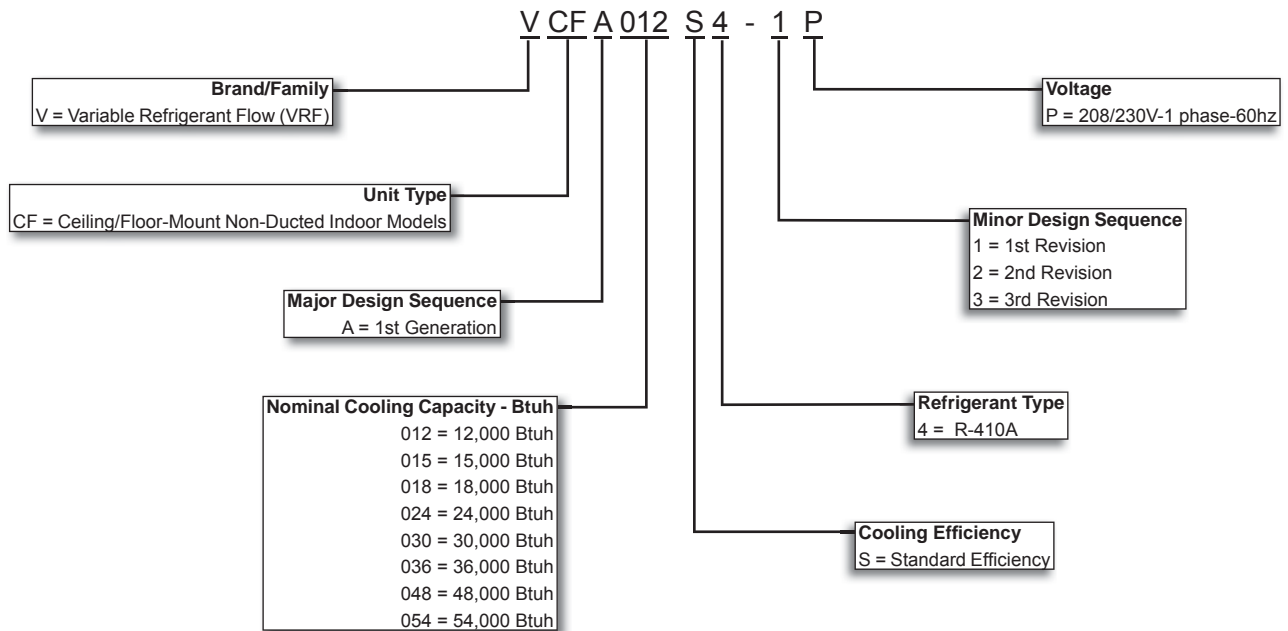 V CF A 012 S 4 - 1 P
Brand/Family
V = Variable Refrigerant Flow (VRF)
Unit Type
CF = Ceiling/Floor-Mount Non-Ducted Indoor Models
Major Design Sequence
A = 1st Generation
Nominal Cooling Capacity - Btuh
012 = 12,000 Btuh
015 = 15,000 Btuh
018 = 18,000 Btuh
024 = 24,000 Btuh
030 = 30,000 Btuh
036 = 36,000 Btuh
048 = 48,000 Btuh
054 = 54,000 Btuh
Voltage
P = 208/230V-1 phase-60hz
Minor Design Sequence
1 = 1st Revision
2 = 2nd Revision
3 = 3rd Revision
Refrigerant Type
4 = R-410A
Cooling Efficiency
S = Standard Efficiency